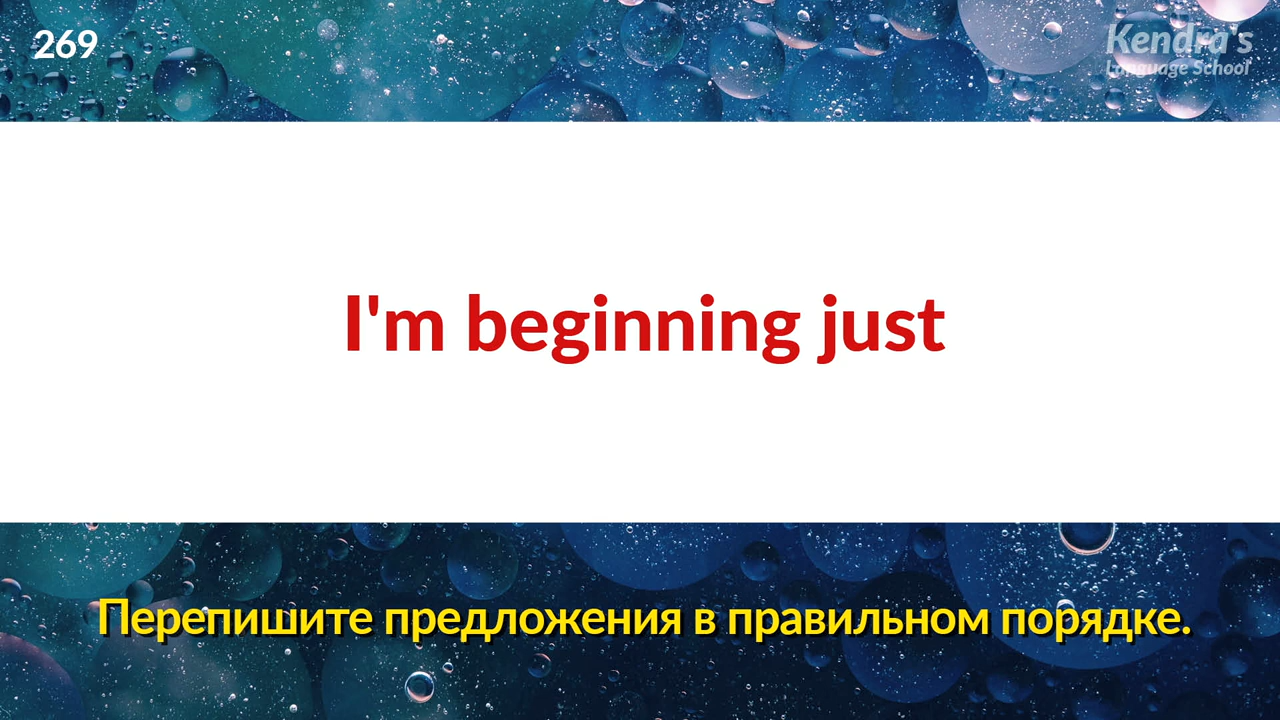 269
Kendra's
Language School
I'm beginning just
Перепишите предложения в правильном порядке.